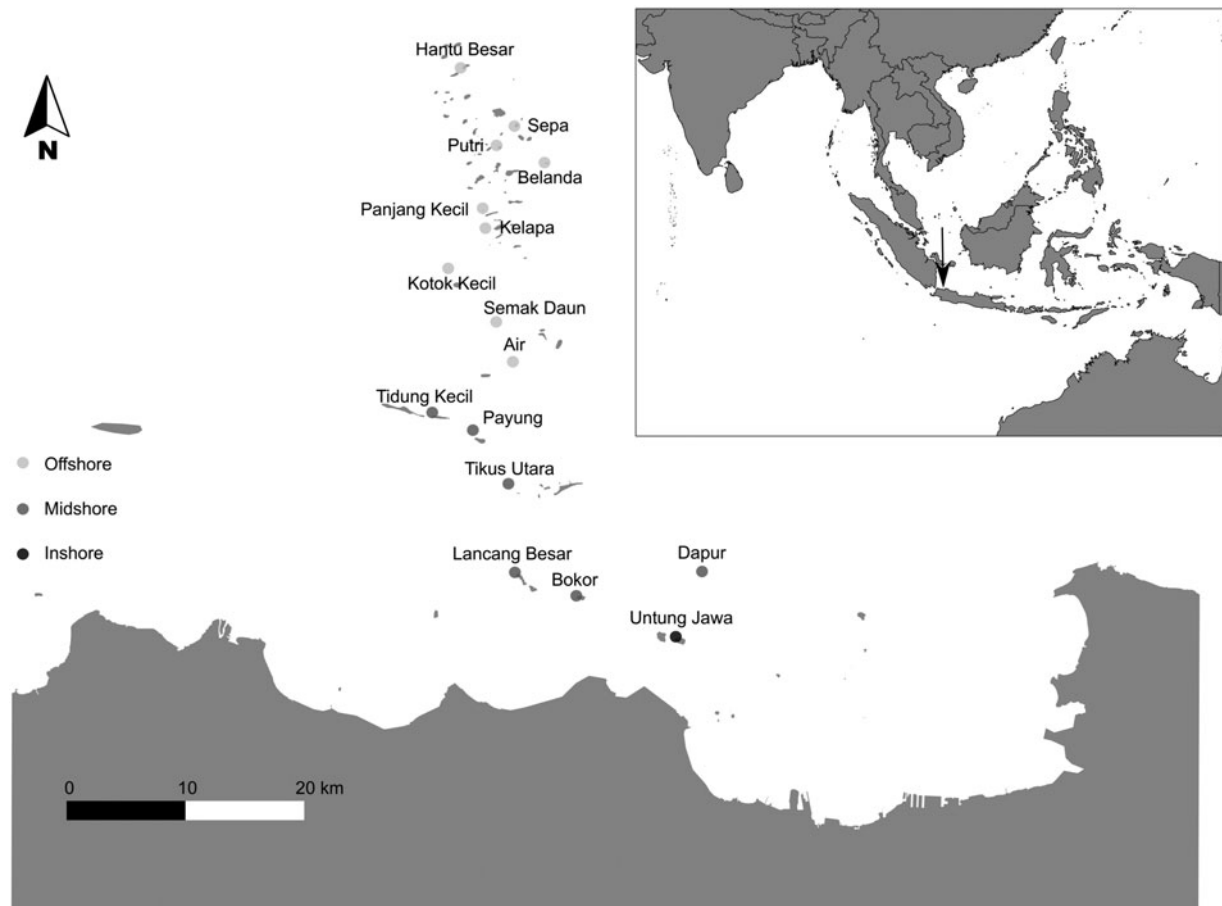 Hantu Besar
N
Sepa
Putri
Belanda
Panjang Kecil
Kelapa
Kotok Kecil
Semak Daun
Air
Tidung Kecil
Payung
Offshore
Tikus Utara
Midshore
Inshore
Lancang Besar
Dapur
Bokor
Untung Jawa
0 10 20 km